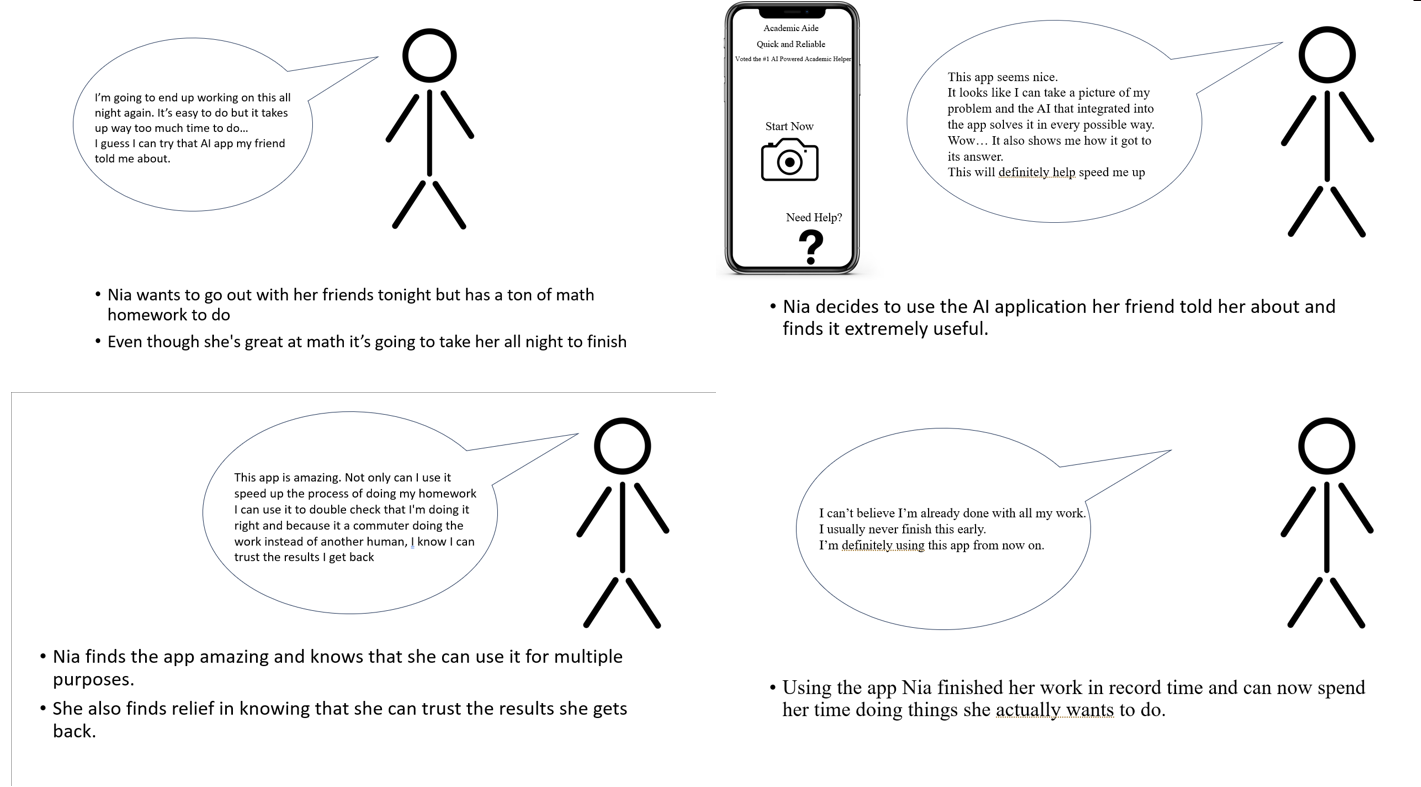 I’m going to end up working on this all
night again. It’s easy to do but it takes
up way too much time to do…
I guess I can try that AI app my friend
told me about.
• Nia wants to go out with her friends tonight but has a ton of math
homework to do
• Even though she's great at math it’s going to take her all night to finish
Academic Aide
Quick and Reliable
Voted the #1 AI Powered Academic Helper
Start Now
Need Help?
?
This app seems nice.
It looks like I can take a picture of my
problem and the AI that integrated into
the app solves it in every possible way.
Wow… It also shows me how it got to
its answer.
This will definitely help speed me up
• Nia decides to use the AI application her friend told her about and
finds it extremely useful.
This app is amazing. Not only can I use it
speed up the process of doing my homework
I can use it to double check that I'm doing it
right and because it a commuter doing the
work instead of another human, I know I can
trust the results I get back
• Nia finds the app amazing and knows that she can use it for multiple
purposes.
• She also finds relief in knowing that she can trust the results she gets
back.
I can’t believe I’m already done with all my work.
I usually never finish this early.
I’m definitely using this app from now on.
• Using the app Nia finished her work in record time and can now spend
her time doing things she actually wants to do.